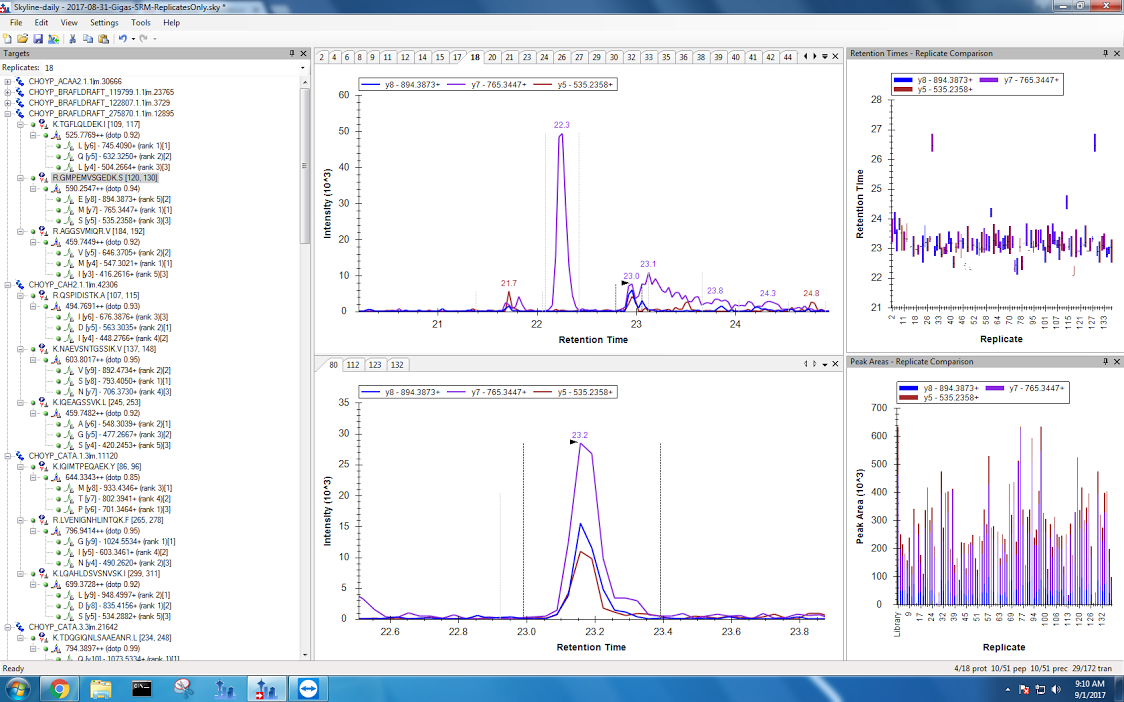 Skyline-daily - 2017-08-31-Gigas-SRM-ReplicatesOnly.sky *
File Edit View Settings Tools Help
Targets
Replicates: 18
CHOYP_ACAA2.1.1|m.30666
CHOYP_BRAFLDRAFT_119799.1.1|m.23765
CHOYP_BRAFLDRAFT_122807.1.1|m.3729
CHOYP_BRAFLDRAFT_275870.1.1|m.12895
K.TGFLQLDEK.I [109, 117]
525.7769++ (dotp 0.92)
L [y6] - 745.4090+ (rank 1)[1]
Q [y5] - 632.3250+ (rank 2)[2]
L [y4] - 504.2664+ (rank 3)[3]
R.GMPEMVSGEDK.S [120, 130]
590.2547++ (dotp 0.94)
E [y8] - 894.3873+ (rank 5)[2]
M [y7] - 765.3447+ (rank 1)[1]
S [y5] - 535.2358+ (rank 3)[3]
R.AGGSVMIQR.V [184, 192]
459.7449++ (dotp 0.92)
V [y5] - 646.3705+ (rank 2)[2]
M [y4] - 547.3021+ (rank 1)[1]
I [y3] - 416.2616+ (rank 5)[3]
CHOYP_CAH2.1.1|m.42306
R.QSPIDISTK.A [107, 115]
494.7691++ (dotp 0.93)
I [y6] - 676.3876+ (rank 3)[3]
D [y5] - 563.3035+ (rank 2)[1]
I [y4] - 448.2766+ (rank 4)[2]
K.NAEVSNTGSSIK.V [137, 148]
603.8017++ (dotp 0.95)
V [y9] - 892.4734+ (rank 2)[2]
S [y8] - 793.4050+ (rank 1)[1]
N [y7] - 706.3730+ (rank 4)[3]
K.IQEAGSSVK.L [245, 253]
459.7482++ (dotp 0.92)
A [y6] - 548.3039+ (rank 2)[1]
G [y5] - 477.2667+ (rank 3)[2]
S [y4] - 420.2453+ (rank 5)[3]
CHOYP_CATA.1.3|m.11120
K.IQIMTPEQAEK.Y [86, 96]
644.3343++ (dotp 0.85)
M [y8] - 933.4346+ (rank 3)[1]
T [y7] - 802.3941+ (rank 4)[2]
P [y6] - 701.3464+ (rank 1)[3]
R.LVENIGNHLINTQK.F [265, 278]
796.9414++ (dotp 0.95)
G [y9] - 1024.5534+ (rank 1)[1]
I [y5] - 603.3461+ (rank 4)[2]
N [y4] - 490.2620+ (rank 2)[3]
K.LQAHLDSVSNVSK.I [299, 311]
699.3728++ (dotp 0.92)
L [y9] - 948.4997+ (rank 2)[1]
D [y8] - 835.4156+ (rank 1)[2]
S [y5] - 534.2882+ (rank 5)[3]
CHOYP_CATA.3.3|m.21642
K.TDQGIQNLSAAEANR.L [234, 248]
794.3897++ (dotp 0.99)
Q [y10] - 1073.5334+ (rank 1)[1]
2 4 6 8 9 11 12 14 15 17 18 20 21 23 24 26 27 29 30 32 33 35 36 38 39 40 41 42 44
y8 - 894.3873+ y7 - 765.3447+ y5 - 535.2358+
60
50
40
30
20
10
0
Intensity (10^3)
22.3
21.7
23.0
23.1
23.8
24.3
24.8
21 22 23 24
Retention Time
80 112 123 132
y8 - 894.3873+ y7 - 765.3447+ y5 - 535.2358+
35
30
25
20
15
10
5
0
Intensity (10^3)
23.2
22.6 22.8 23.0 23.2 23.4 23.6 23.8
Retention Time
Retention Times - Replicate Comparison
y8 - 894.3873+ y7 - 765.3447+
y5 - 535.2358+
28
27
26
25
24
23
22
21
Retention Time
2 11 18 26 33 40 46 52 58 64 70 78 86 95 101 107 115 121 127 133
Replicate
Peak Areas - Replicate Comparison
y8 - 894.3873+ y7 - 765.3447+
y5 - 535.2358+
700
600
500
400
300
200
100
0
Peak Area (10^3)
Library 9 17 24 32 39 45 51 57 63 69 77 85 94 100 106 114 120 126 132
Replicate
Ready
4/18 prot 10/51 pep 10/51 prec 29/172 tran
9:10 AM
9/1/2017